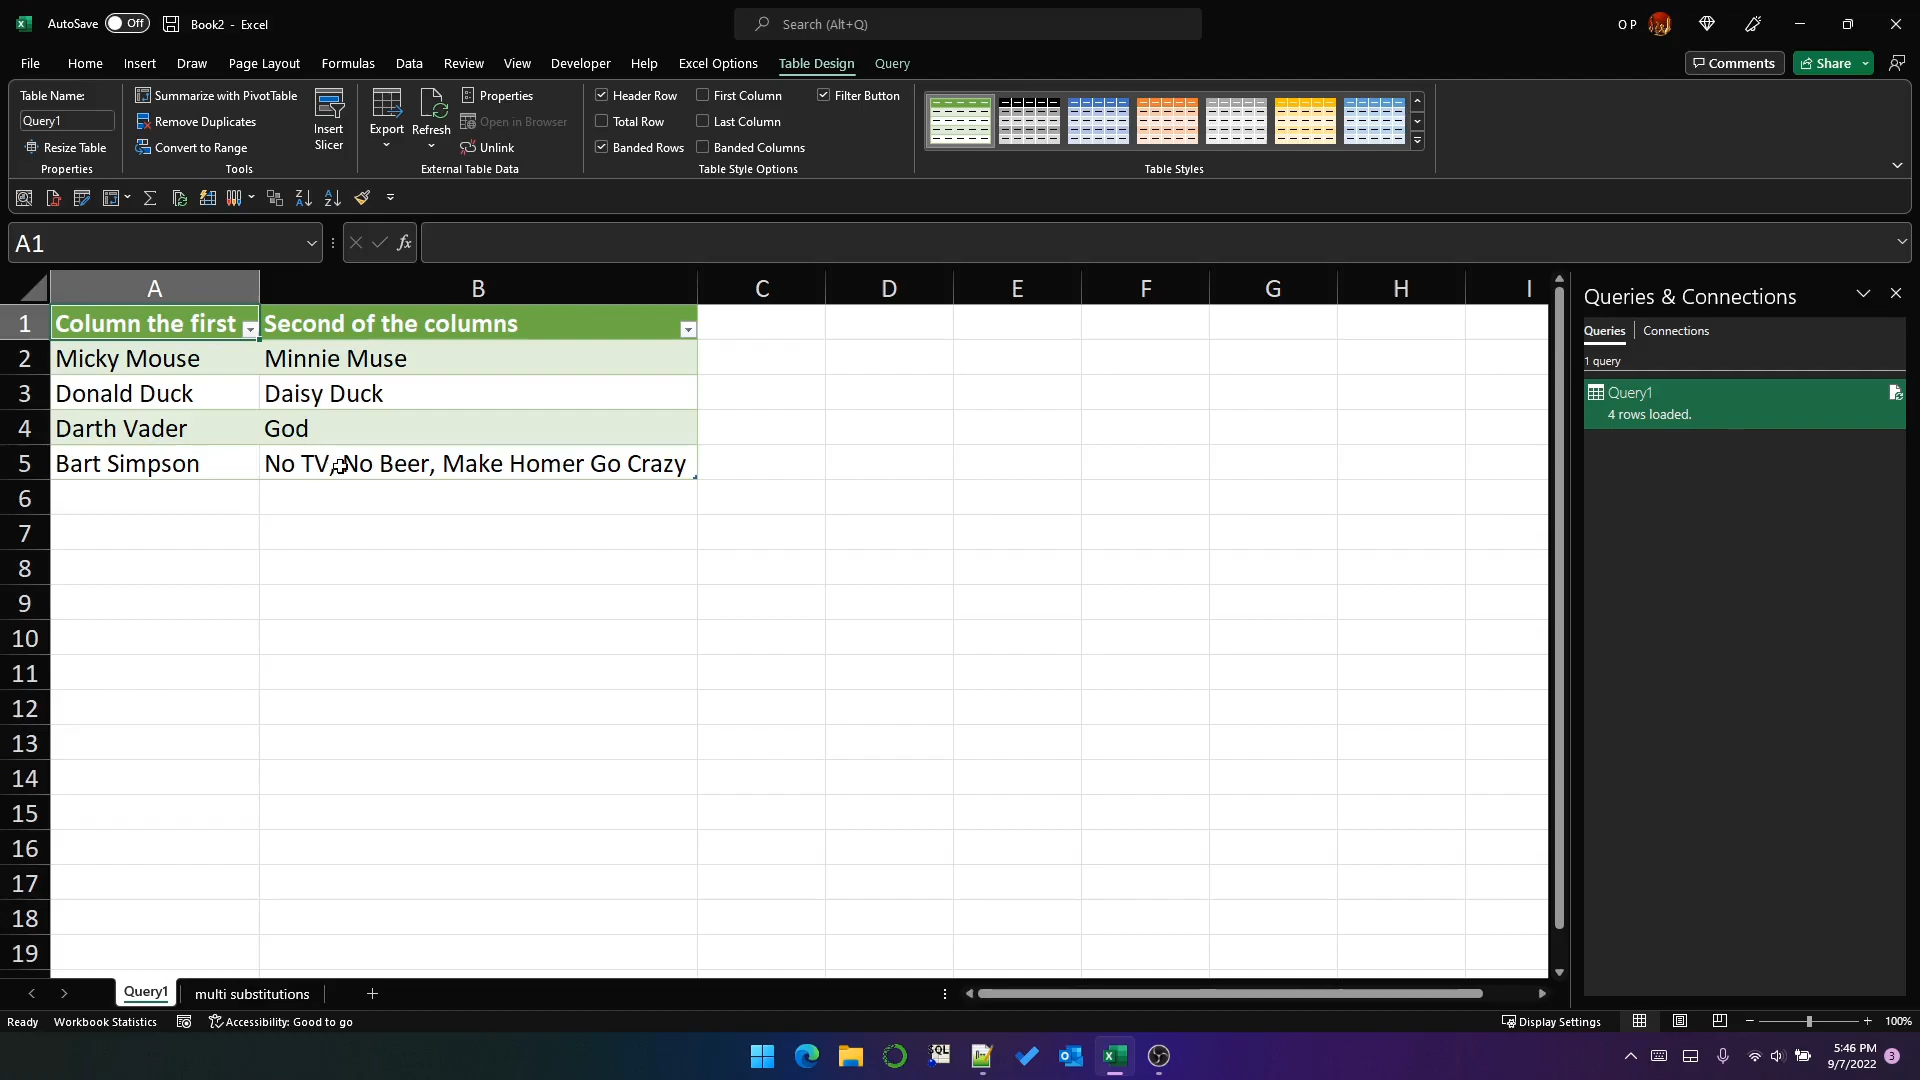 AutoSave Off Book2 - Excel Search (Alt+Q) O P
File Home Insert Draw Page Layout Formulas Data Review View Developer Help Excel Options Table Design Query Comments Share
Table Name: Summarize with PivotTable Properties Header Row First Column Filter Button
Query1 Remove Duplicates Insert Slicer Export Refresh Open in Browser Total Row Last Column
Resize Table Convert to Range Unlink Banded Rows Banded Columns
Properties Tools External Table Data Table Style Options Table Styles
A1 fx
A B C D E F G H I
1 Column the first Second of the columns
2 Micky Mouse Minnie Muse
3 Donald Duck Daisy Duck
4 Darth Vader God
5 Bart Simpson No TV, No Beer, Make Homer Go Crazy
6
7
8
9
10
11
12
13
14
15
16
17
18
19
Queries & Connections
Queries Connections
1 query
Query1
4 rows loaded.
Query1 multi substitutions
Ready Workbook Statistics Accessibility: Good to go Display Settings 100%
SQL
5:46 PM
9/7/2022 3